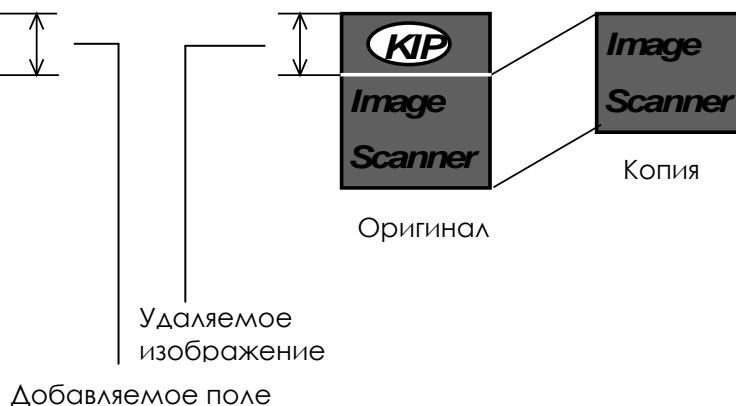 KIP
Image
Scanner
Image
Scanner
Копия
Оригинал
Удаляемое
изображение
Добавляемое поле